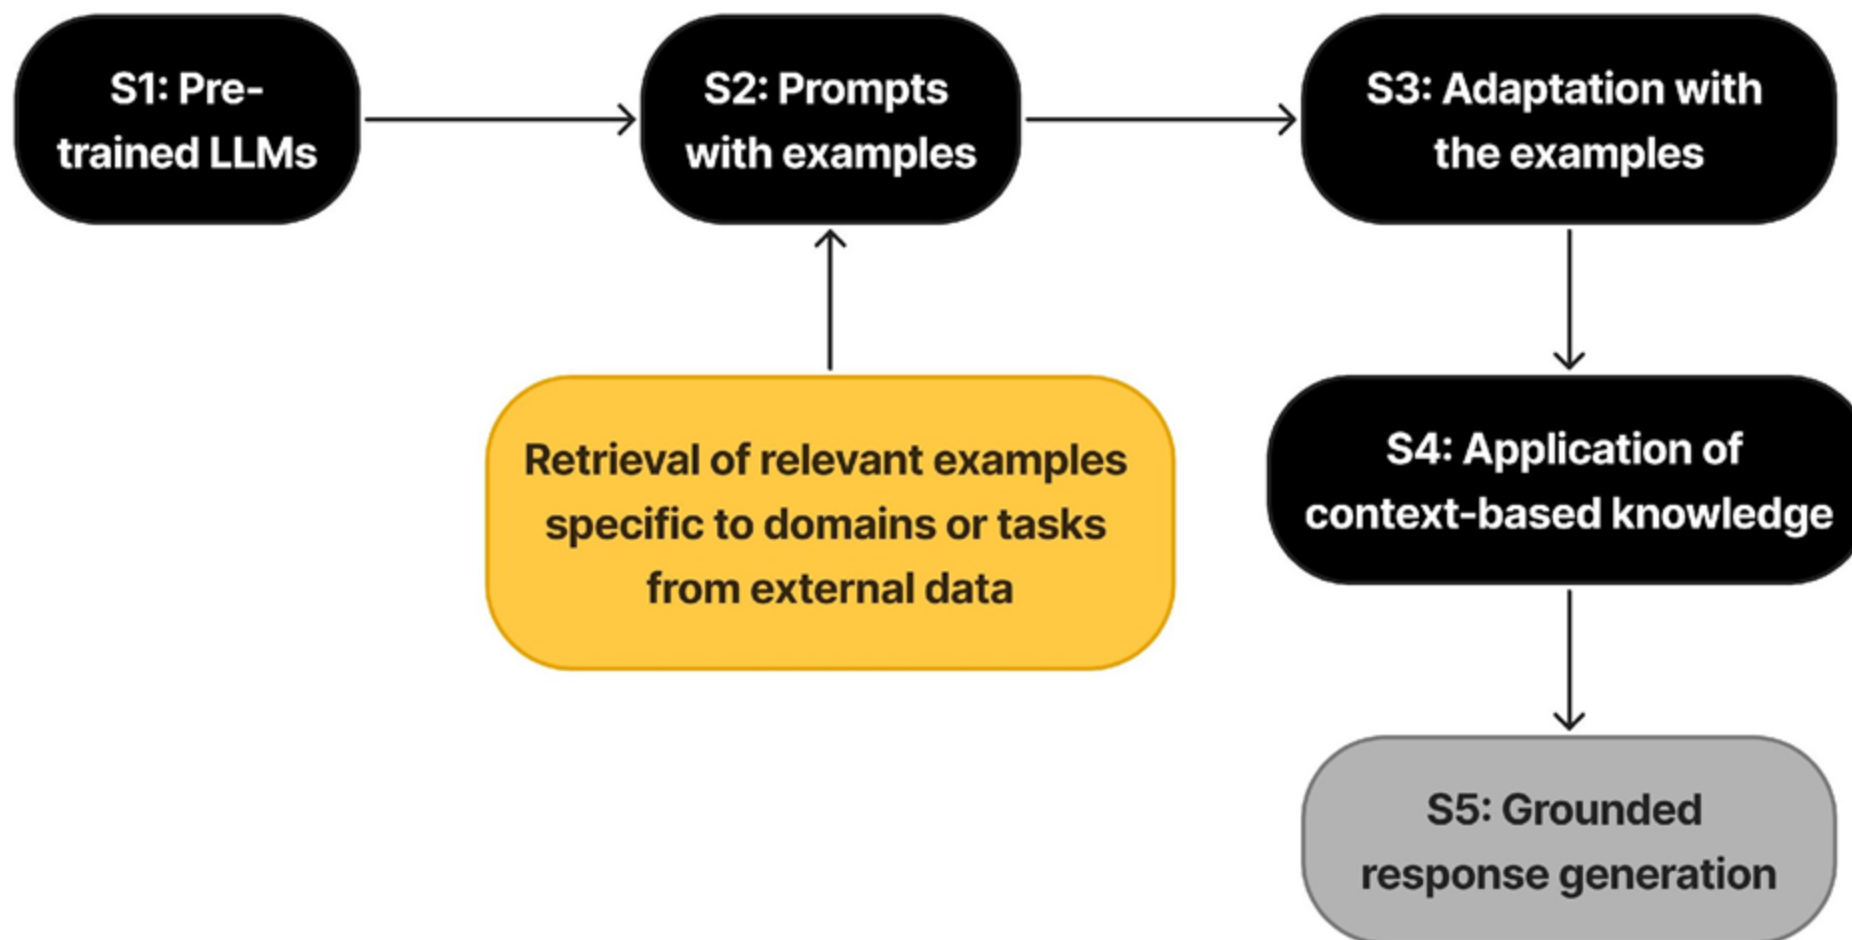 S1: Pre-
trained LLMs
S2: Prompts
with examples
S3: Adaptation with
the examples
Retrieval of relevant examples
specific to domains or tasks
from external data
S4: Application of
context-based knowledge
S5: Grounded
response generation